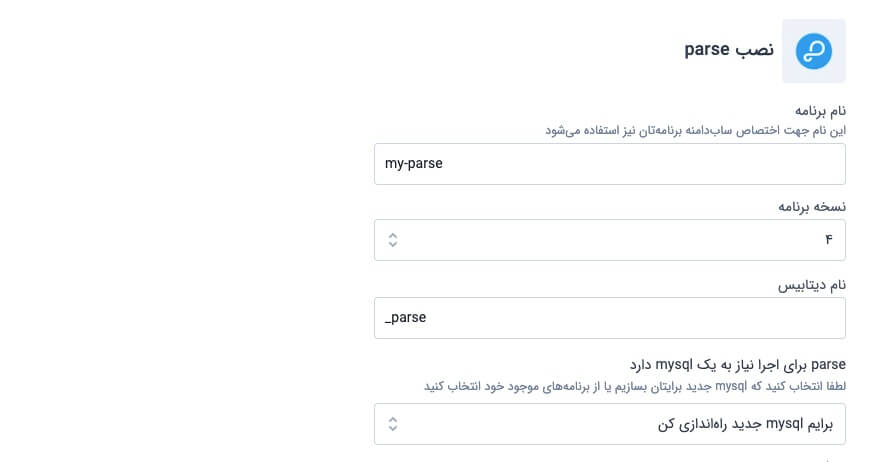 نصب parse
نام برنامه
این نام جهت اختصاص ساب‌دامنه برنامه‌تان نیز استفاده می‌شود
my-parse
نسخه برنامه
۴
نام دیتابیس
_parse
parse برای اجرا نیاز به یک mysql دارد
لطفا انتخاب کنید که mysql جدید برایتان بسازیم یا از برنامه‌های موجود خود انتخاب کنید
برایم mysql جدید راه‌اندازی کن